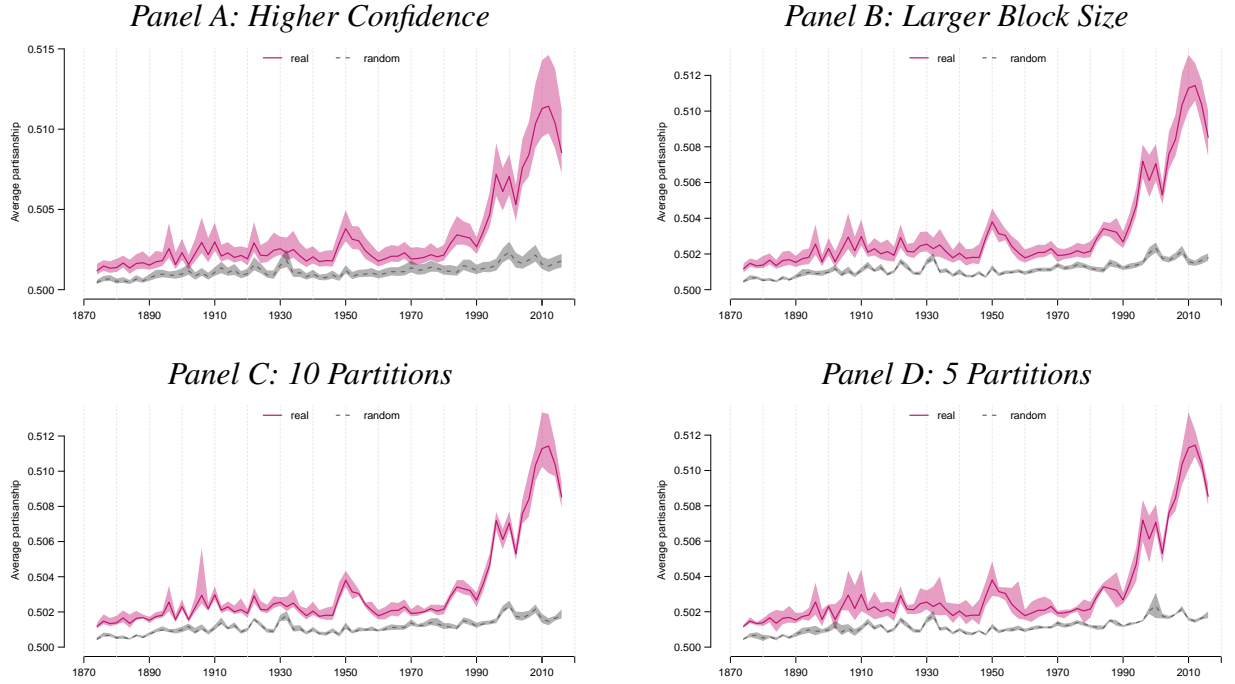 Panel A: Higher Confidence
real random
Average partisanship
0.515
0.510
0.505
0.500
1870 1890 1910 1930 1950 1970 1990 2010
Panel B: Larger Block Size
real random
Average partisanship
0.512
0.510
0.508
0.506
0.504
0.502
0.500
1870 1890 1910 1930 1950 1970 1990 2010
Panel C: 10 Partitions
real random
Average partisanship
0.512
0.510
0.508
0.506
0.504
0.502
0.500
1870 1890 1910 1930 1950 1970 1990 2010
Panel D: 5 Partitions
real random
Average partisanship
0.512
0.510
0.508
0.506
0.504
0.502
0.500
1870 1890 1910 1930 1950 1970 1990 2010